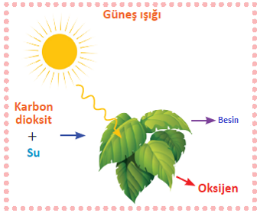 Güneş ışığı
Karbon
dioksit
+
Su
Besin
Oksijen